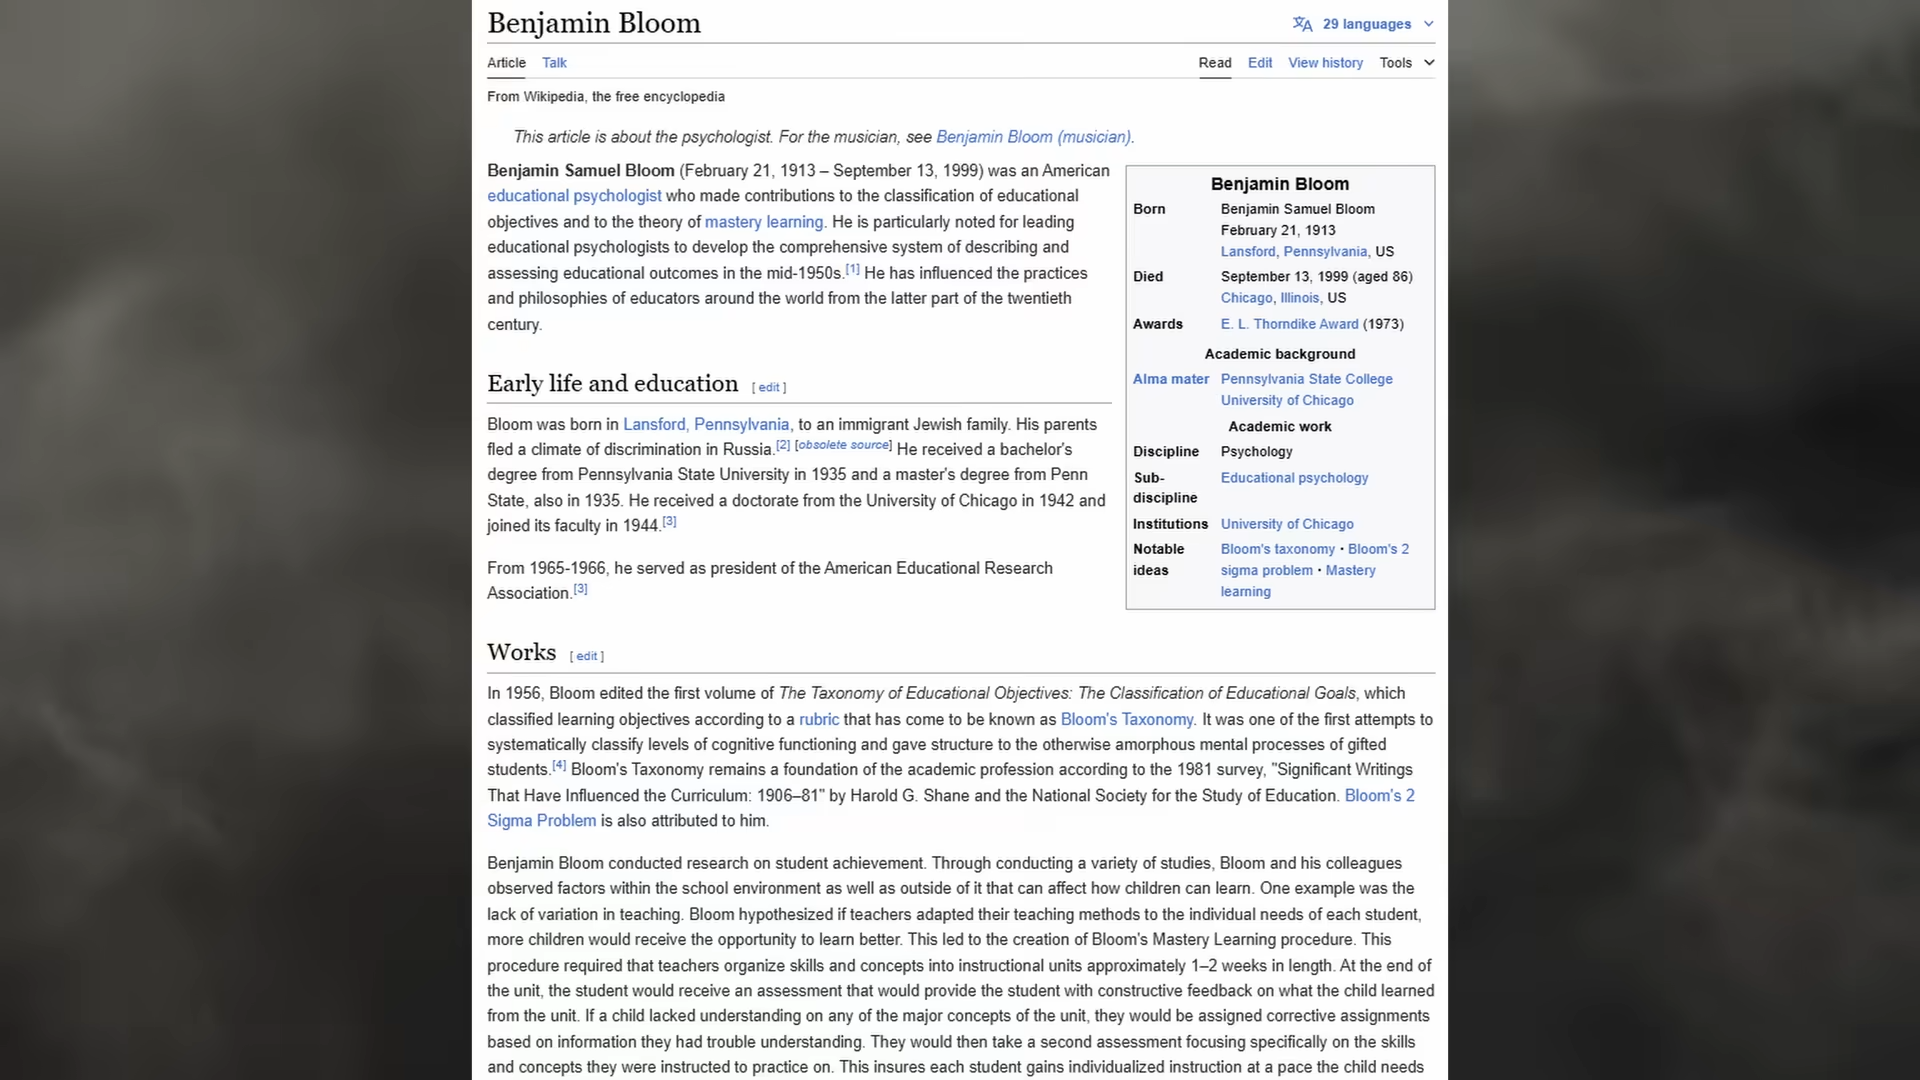 Benjamin Bloom
29 languages
Article Talk
Read Edit View history Tools
From Wikipedia, the free encyclopedia
This article is about the psychologist. For the musician, see Benjamin Bloom (musician).
Benjamin Samuel Bloom (February 21, 1913 – September 13, 1999) was an American
educational psychologist who made contributions to the classification of educational
objectives and to the theory of mastery learning. He is particularly noted for leading
educational psychologists to develop the comprehensive system of describing and
assessing educational outcomes in the mid-1950s.[1] He has influenced the practices
and philosophies of educators around the world from the latter part of the twentieth
century.
Benjamin Bloom
Born Benjamin Samuel Bloom
February 21, 1913
Lansford, Pennsylvania, US
Died September 13, 1999 (aged 86)
Chicago, Illinois, US
Awards E. L. Thorndike Award (1973)
Academic background
Alma mater Pennsylvania State College
University of Chicago
Academic work
Discipline Psychology
Sub- Educational psychology
discipline
Institutions University of Chicago
Notable Bloom's taxonomy · Bloom's 2
ideas sigma problem · Mastery
learning
Early life and education [ edit ]
Bloom was born in Lansford, Pennsylvania, to an immigrant Jewish family. His parents
fled a climate of discrimination in Russia.[2] [obsolete source] He received a bachelor's
degree from Pennsylvania State University in 1935 and a master's degree from Penn
State, also in 1935. He received a doctorate from the University of Chicago in 1942 and
joined its faculty in 1944.[3]
From 1965-1966, he served as president of the American Educational Research
Association.[3]
Works [ edit ]
In 1956, Bloom edited the first volume of The Taxonomy of Educational Objectives: The Classification of Educational Goals, which
classified learning objectives according to a rubric that has come to be known as Bloom's Taxonomy. It was one of the first attempts to
systematically classify levels of cognitive functioning and gave structure to the otherwise amorphous mental processes of gifted
students.[4] Bloom's Taxonomy remains a foundation of the academic profession according to the 1981 survey, "Significant Writings
That Have Influenced the Curriculum: 1906–81" by Harold G. Shane and the National Society for the Study of Education. Bloom's 2
Sigma Problem is also attributed to him.
Benjamin Bloom conducted research on student achievement. Through conducting a variety of studies, Bloom and his colleagues
observed factors within the school environment as well as outside of it that can affect how children can learn. One example was the
lack of variation in teaching. Bloom hypothesized if teachers adapted their teaching methods to the individual needs of each student,
more children would receive the opportunity to learn better. This led to the creation of Bloom's Mastery Learning procedure. This
procedure required that teachers organize skills and concepts into instructional units approximately 1–2 weeks in length. At the end of
the unit, the student would receive an assessment that would provide the student with constructive feedback on what the child learned
from the unit. If a child lacked understanding on any of the major concepts of the unit, they would be assigned corrective assignments
based on information they had trouble understanding. They would then take a second assessment focusing specifically on the skills
and concepts they were instructed to practice on. This insures each student gains individualized instruction at a pace the child needs